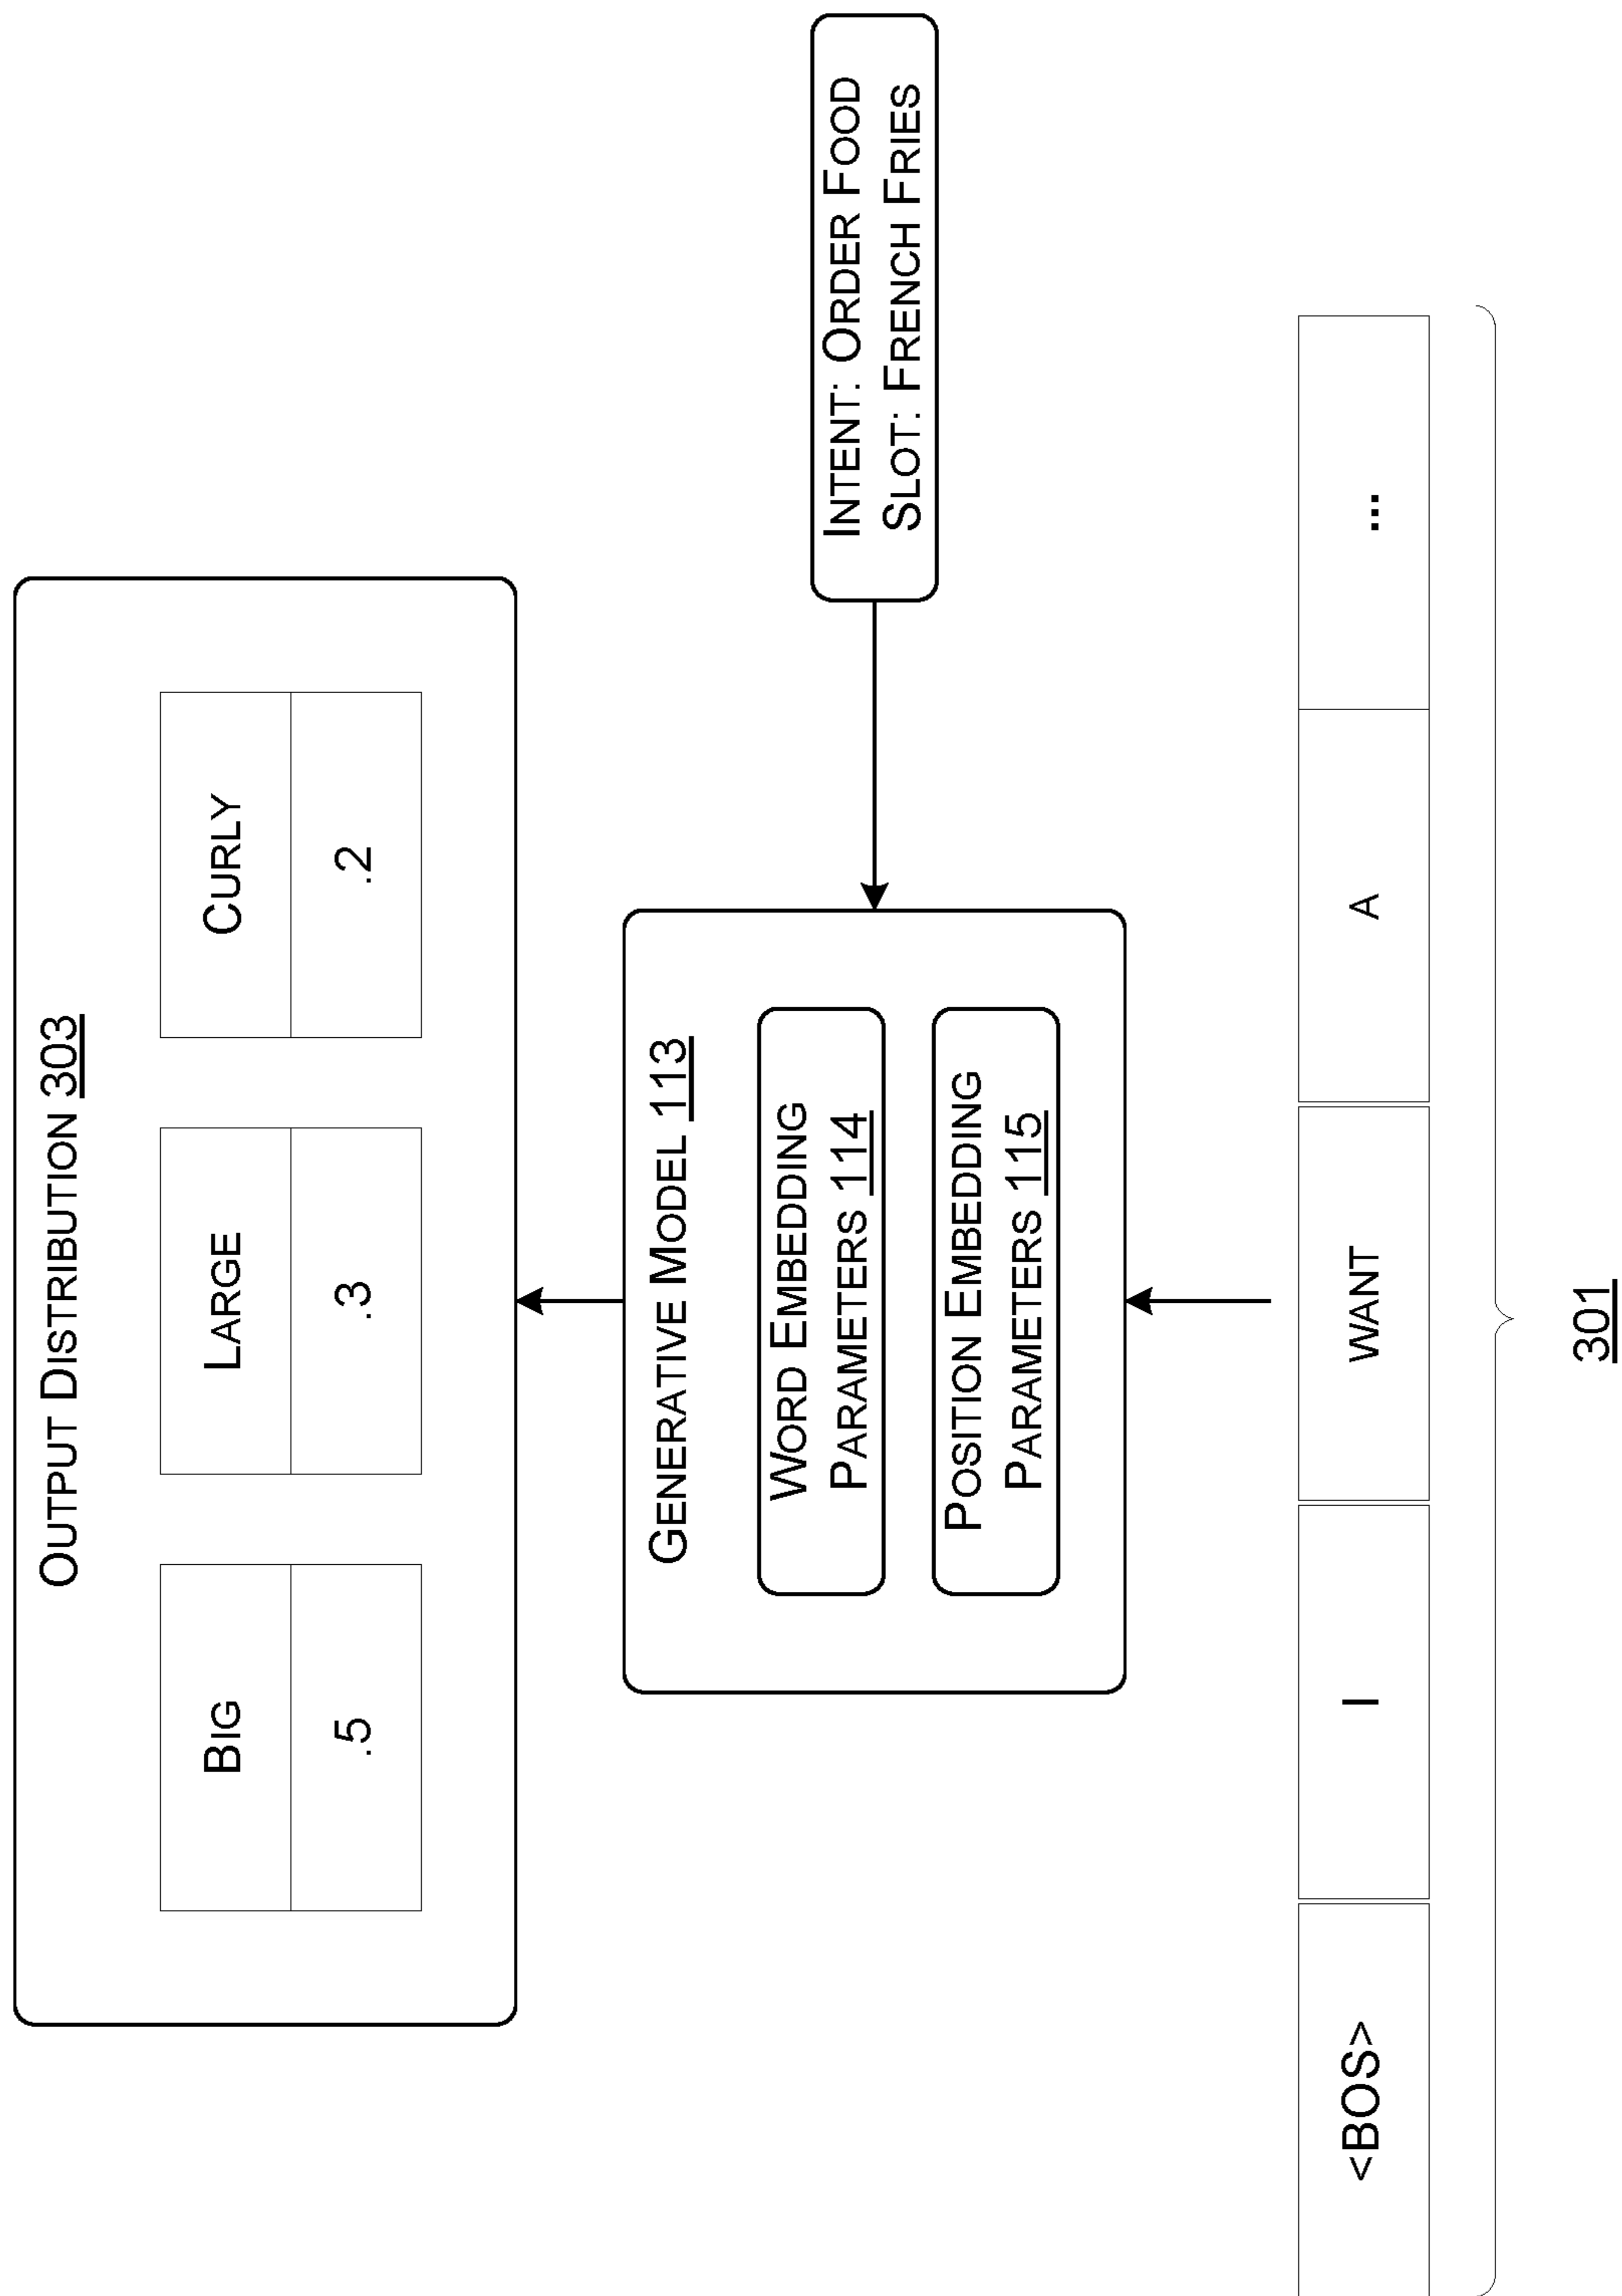 OUTPUT DISTRIBUTION 303
BIG
LARGE
CURLY
.5
.3
.2
GENERATIVE MODEL 113
WORD EMBEDDING
PARAMETERS 114
POSITION EMBEDDING
PARAMETERS 115
INTENT: ORDER FOOD
SLOT: FRENCH FRIES
<BOS>
I
WANT
A
...
301